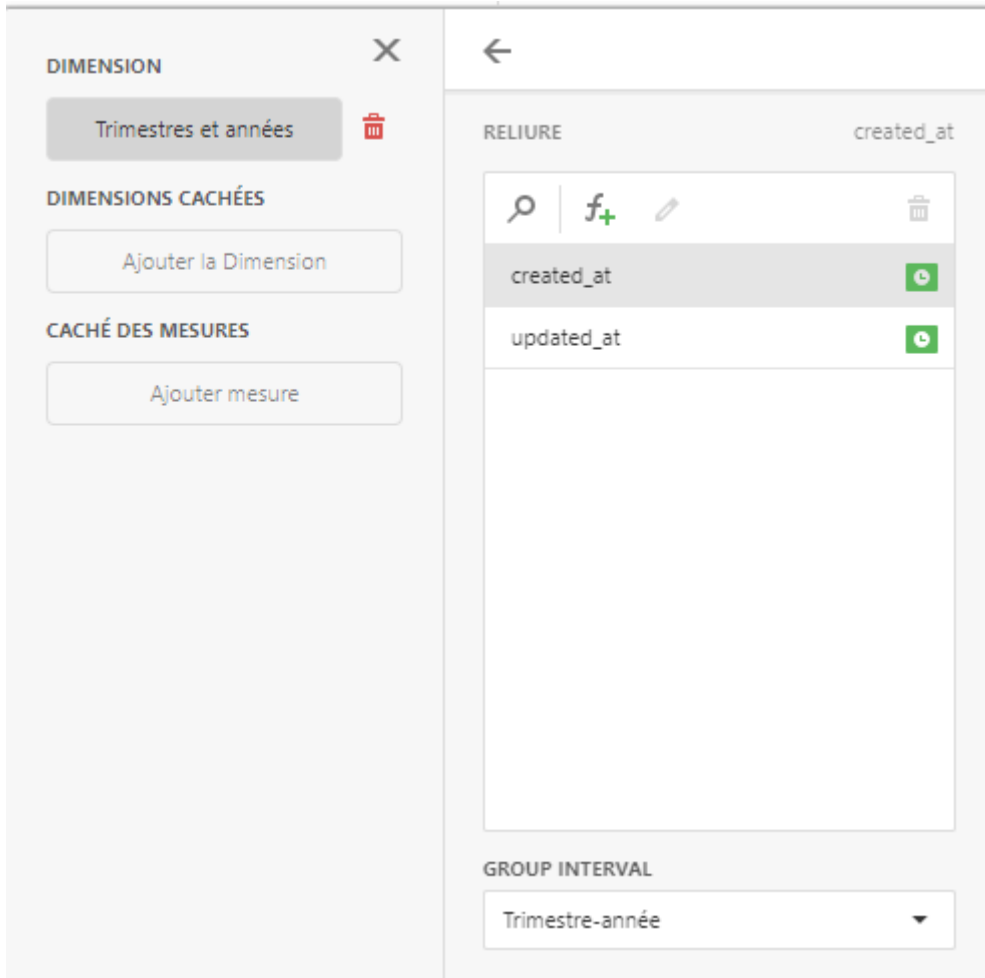 DIMENSION
Trimestres et années
DIMENSIONS CACHÉES
Ajouter la Dimension
CACHÉ DES MESURES
Ajouter mesure
RELIURE created_at
created_at
updated_at
GROUP INTERVAL
Trimestre-année